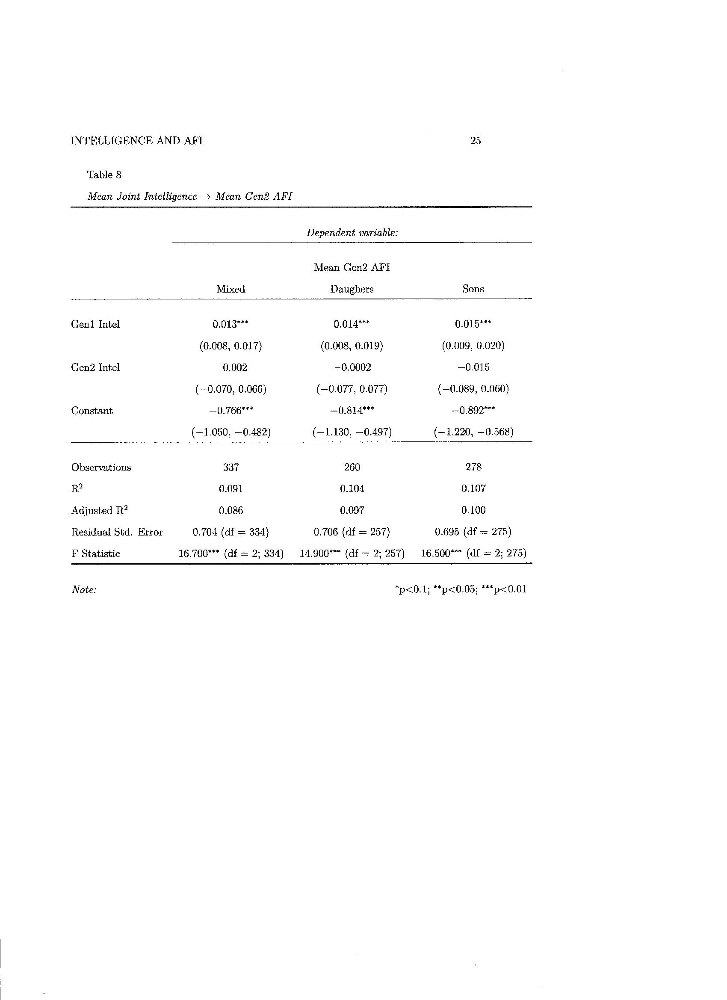 INTELLIGENCE AND AFI 25
Table 8
Mean Joint Intelligence → Mean Gen2 AFI
Dependent variable:
Mean Gen2 AFI
Mixed Daughers Sons
Gen1 Intel 0.013*** 0.014*** 0.015***
(0.008, 0.017) (0.008, 0.019) (0.009, 0.020)
Gen2 Intel −0.002 −0.0002 −0.015
(−0.070, 0.066) (−0.077, 0.077) (−0.089, 0.060)
Constant −0.766*** −0.814*** −0.892***
(−1.050, −0.482) (−1.130, −0.497) (−1.220, −0.568)
Observations 337 260 278
R² 0.091 0.104 0.107
Adjusted R² 0.086 0.097 0.100
Residual Std. Error 0.704 (df = 334) 0.706 (df = 257) 0.695 (df = 275)
F Statistic 16.700*** (df = 2; 334) 14.900*** (df = 2; 257) 16.500*** (df = 2; 275)
Note: *p<0.1; **p<0.05; ***p<0.01